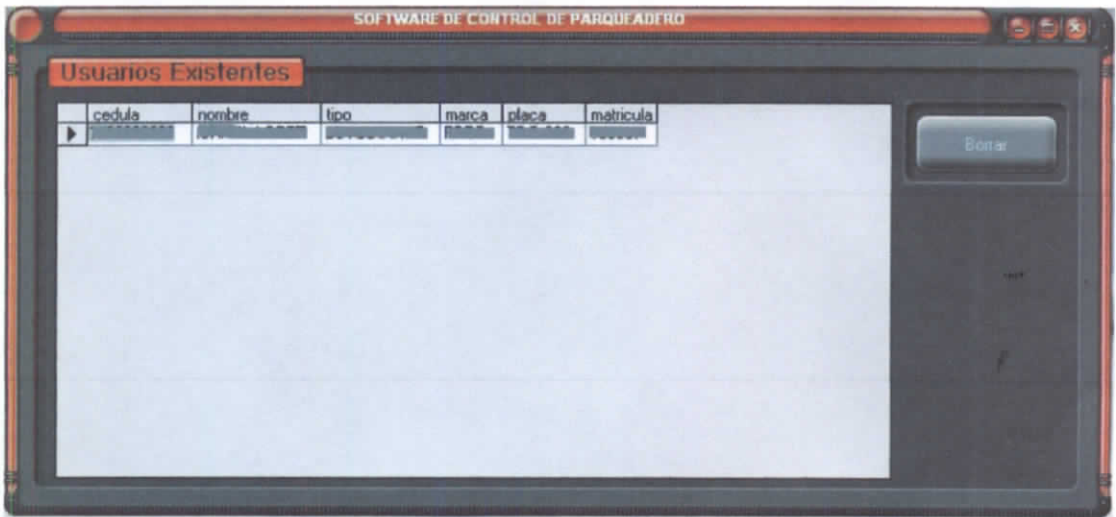 SOFTWARE DE CONTROL DE PARQUEADERO
Usuarios Existentes
cedula nombre tipo marca placa matricula
Borrar